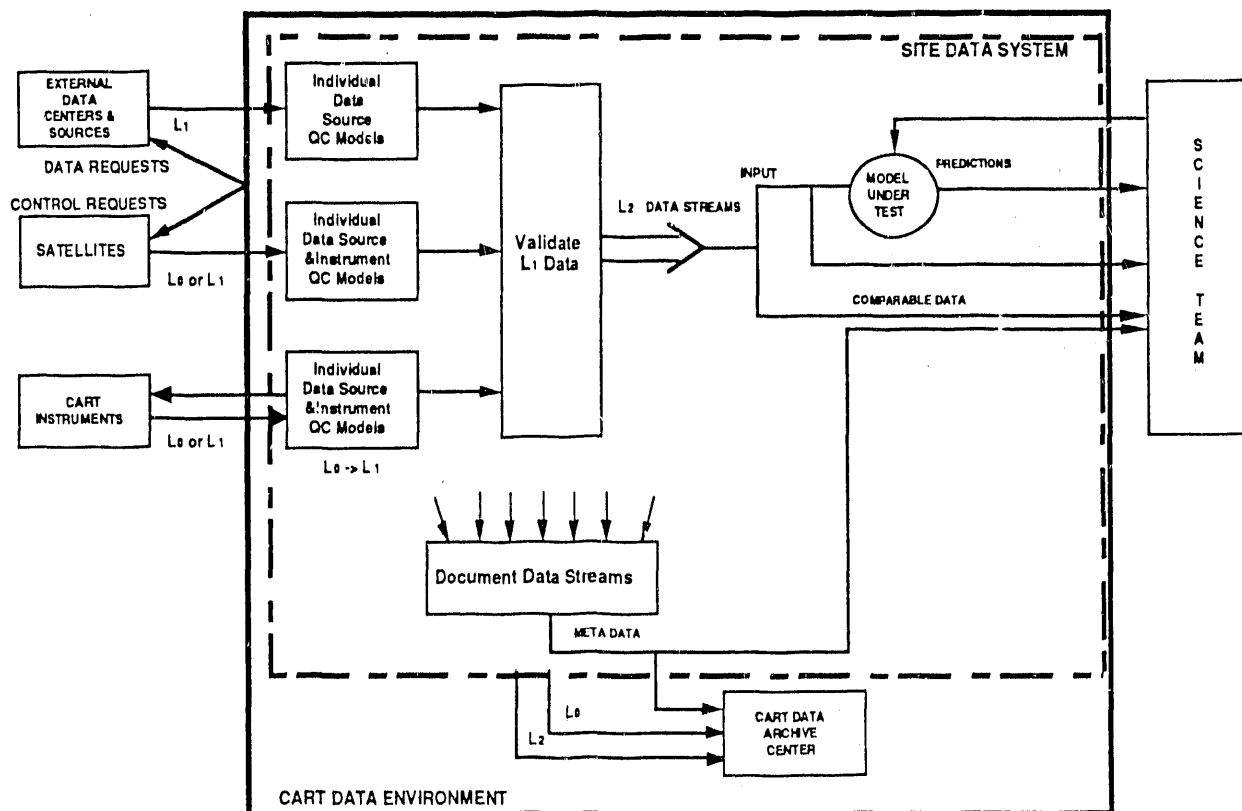 SITE DATA SYSTEM
EXTERNAL
DATA
CENTERS &
SOURCES
L1
Individual
Data
Source
QC Models
DATA REQUESTS
CONTROL REQUESTS
SATELLITES
L0 or L1
Individual
Data Source
&Instrument
QC Models
CART
INSTRUMENTS
L0 or L1
Individual
Data Source
&Instrument
QC Models
L0 -> L1
Validate
L1 Data
L2 DATA STREAMS
INPUT
MODEL
UNDER
TEST
PREDICTIONS
COMPARABLE DATA
SCIENCE TEAM
Document Data Streams
META DATA
L0
L2
CART DATA
ARCHIVE
CENTER
CART DATA ENVIRONMENT